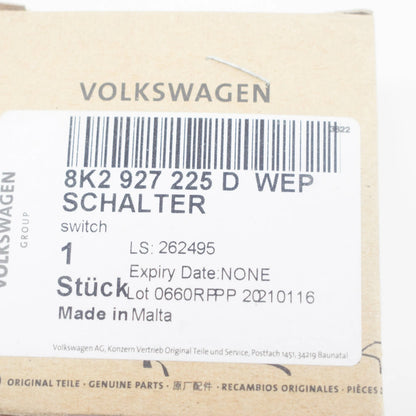 VOLKSWAGEN
3622
8K2 927 225 D WEP
SCHALTER
switch
1
LS: 262495
Expiry Date:NONE
Stück
Lot 0660RPPP 20210116
Made in Malta
Volkswagen AG, Konzern Vertrieb Original Teile und Service, Postfach 1451, 34219 Baunatal
ORIGINAL TEILE · GENUINE PARTS · 原厂配件 · RECAMBIOS ORIGINALES · PIÈCES
VOLKSWAGEN
GROUP